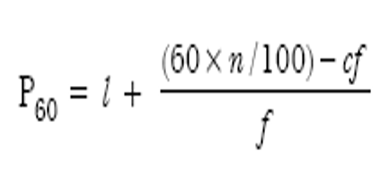 P₆₀ = l + ((60 × n/100) − cf) / f